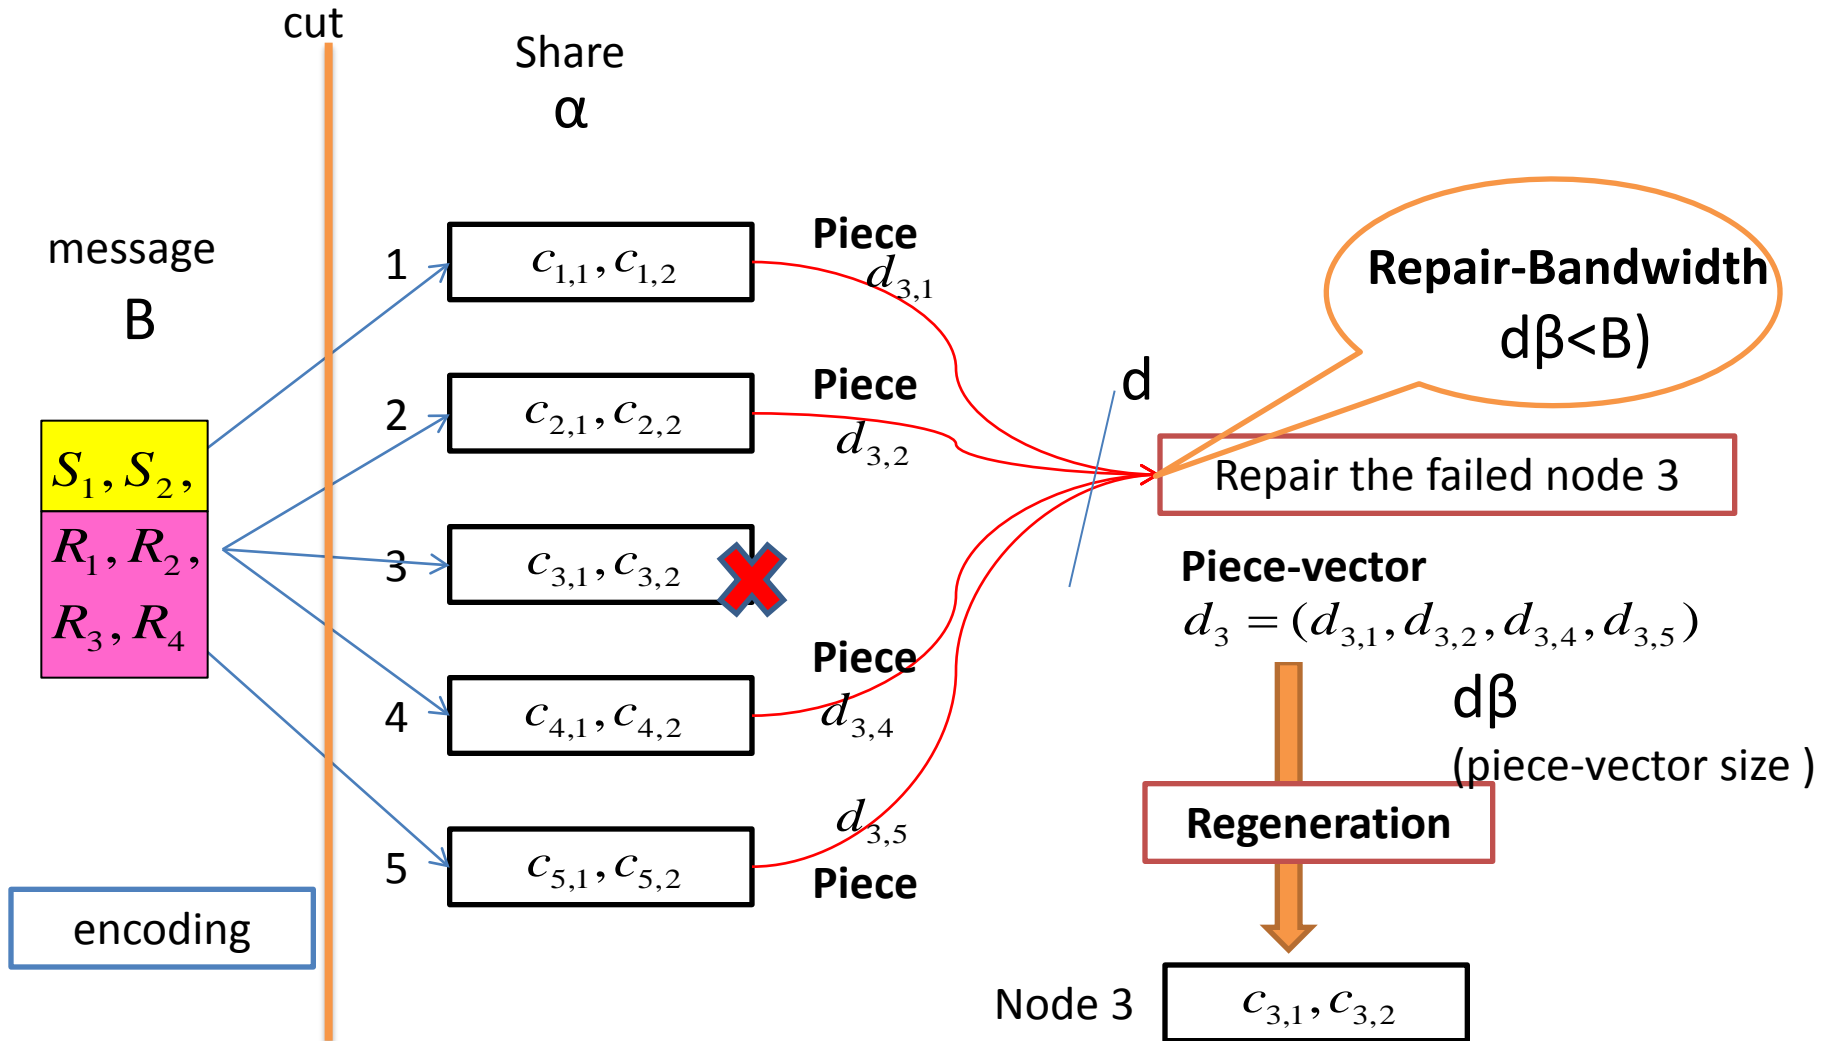 cut
Share
α
message
B
S₁, S₂,
R₁, R₂,
R₃, R₄
encoding
1
c₁,₁, c₁,₂
2
c₂,₁, c₂,₂
3
c₃,₁, c₃,₂
4
c₄,₁, c₄,₂
5
c₅,₁, c₅,₂
Piece
d₃,₁
Piece
d₃,₂
Piece
d₃,₄
d₃,₅
Piece
d
Repair-Bandwidth
dβ<B)
Repair the failed node 3
Piece-vector
d₃ = (d₃,₁, d₃,₂, d₃,₄, d₃,₅)
dβ
(piece-vector size )
Regeneration
Node 3
c₃,₁, c₃,₂